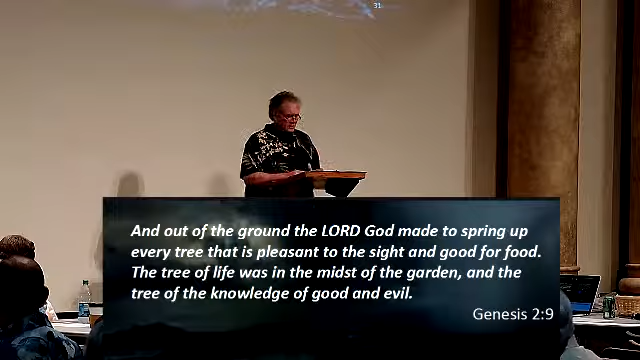 31
And out of the ground the LORD God made to spring up
every tree that is pleasant to the sight and good for food.
The tree of life was in the midst of the garden, and the
tree of the knowledge of good and evil.
Genesis 2:9